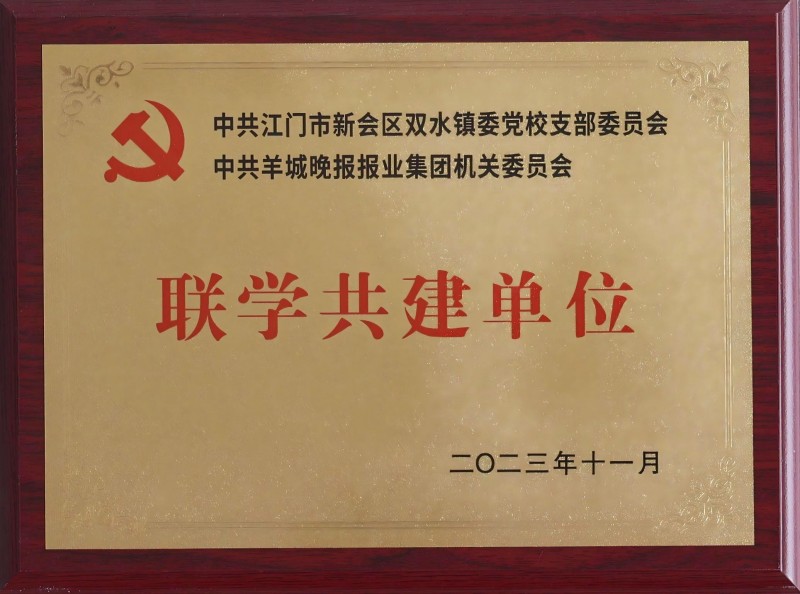 中共江门市新会区双水镇委党校支部委员会
中共羊城晚报报业集团机关委员会
联学共建单位
二〇二三年十一月